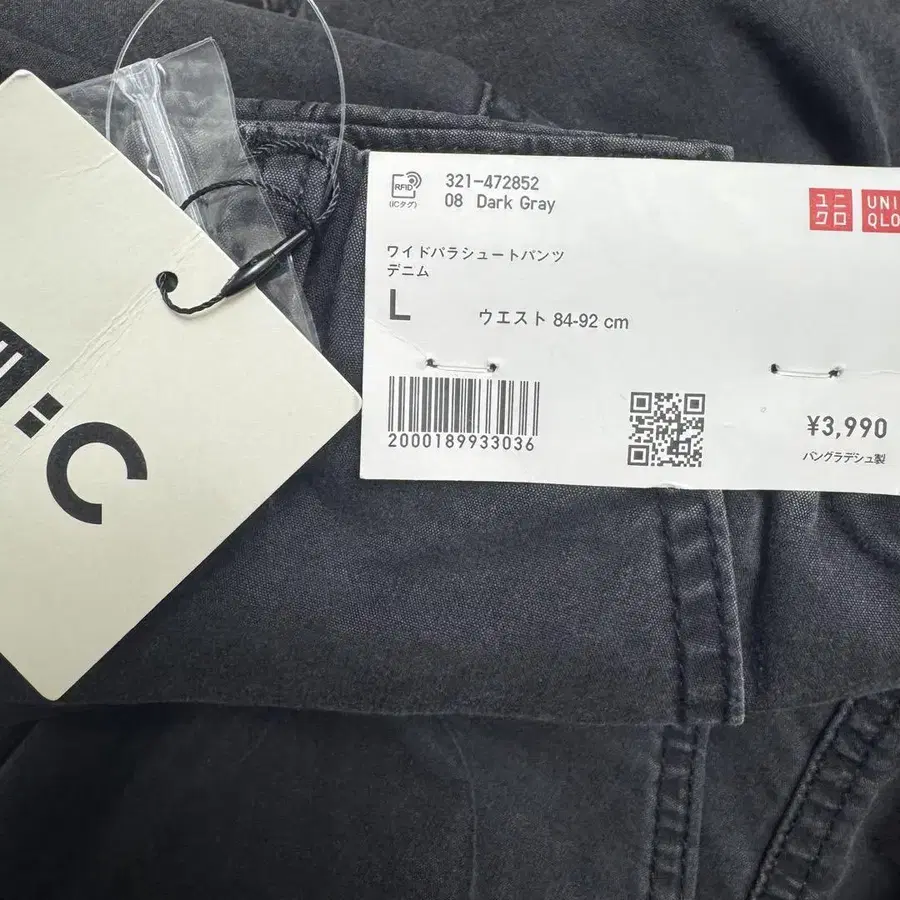 RFID
(ICタグ)
321-472852
08 Dark Gray
ユニ
クロ
UNI
QLO
ワイドパラシュートパンツ
デニム
L
ウエスト 84-92 cm
2000189933036
¥3,990
バングラデシュ製
:C